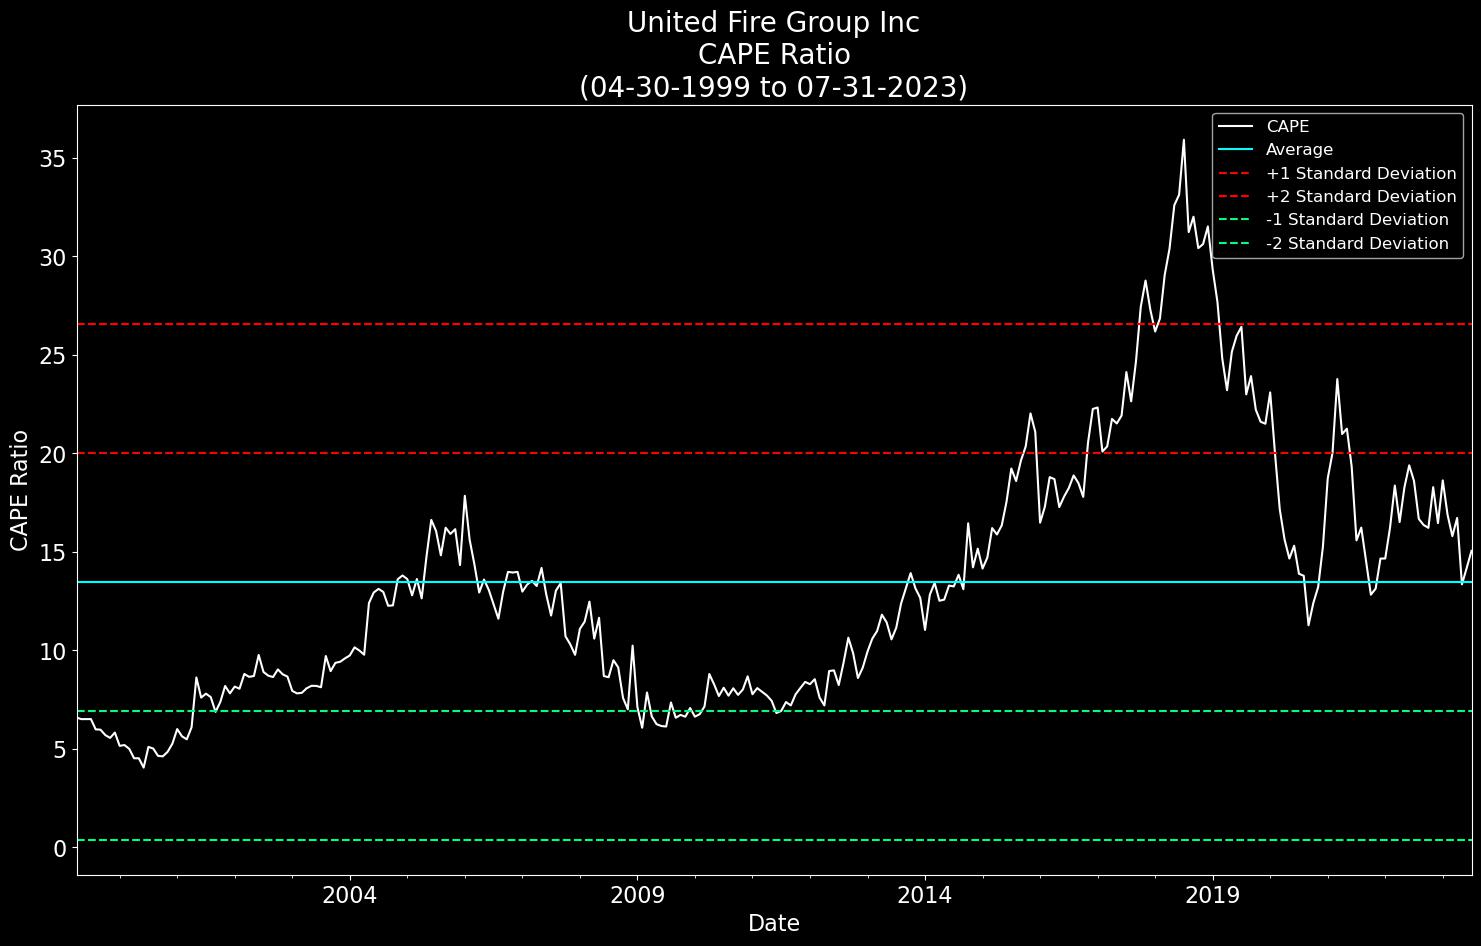 United Fire Group Inc
CAPE Ratio
(04-30-1999 to 07-31-2023)
CAPE
Average
+1 Standard Deviation
+2 Standard Deviation
-1 Standard Deviation
-2 Standard Deviation
CAPE Ratio
35
30
25
20
15
10
5
0
2004
2009
2014
2019
Date